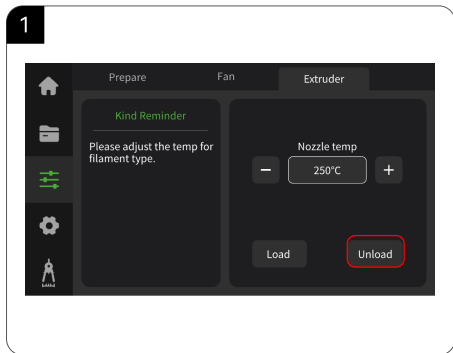 1
Prepare
Fan
Extruder
Kind Reminder
Please adjust the temp for
filament type.
Nozzle temp
− 250°C +
Load
Unload